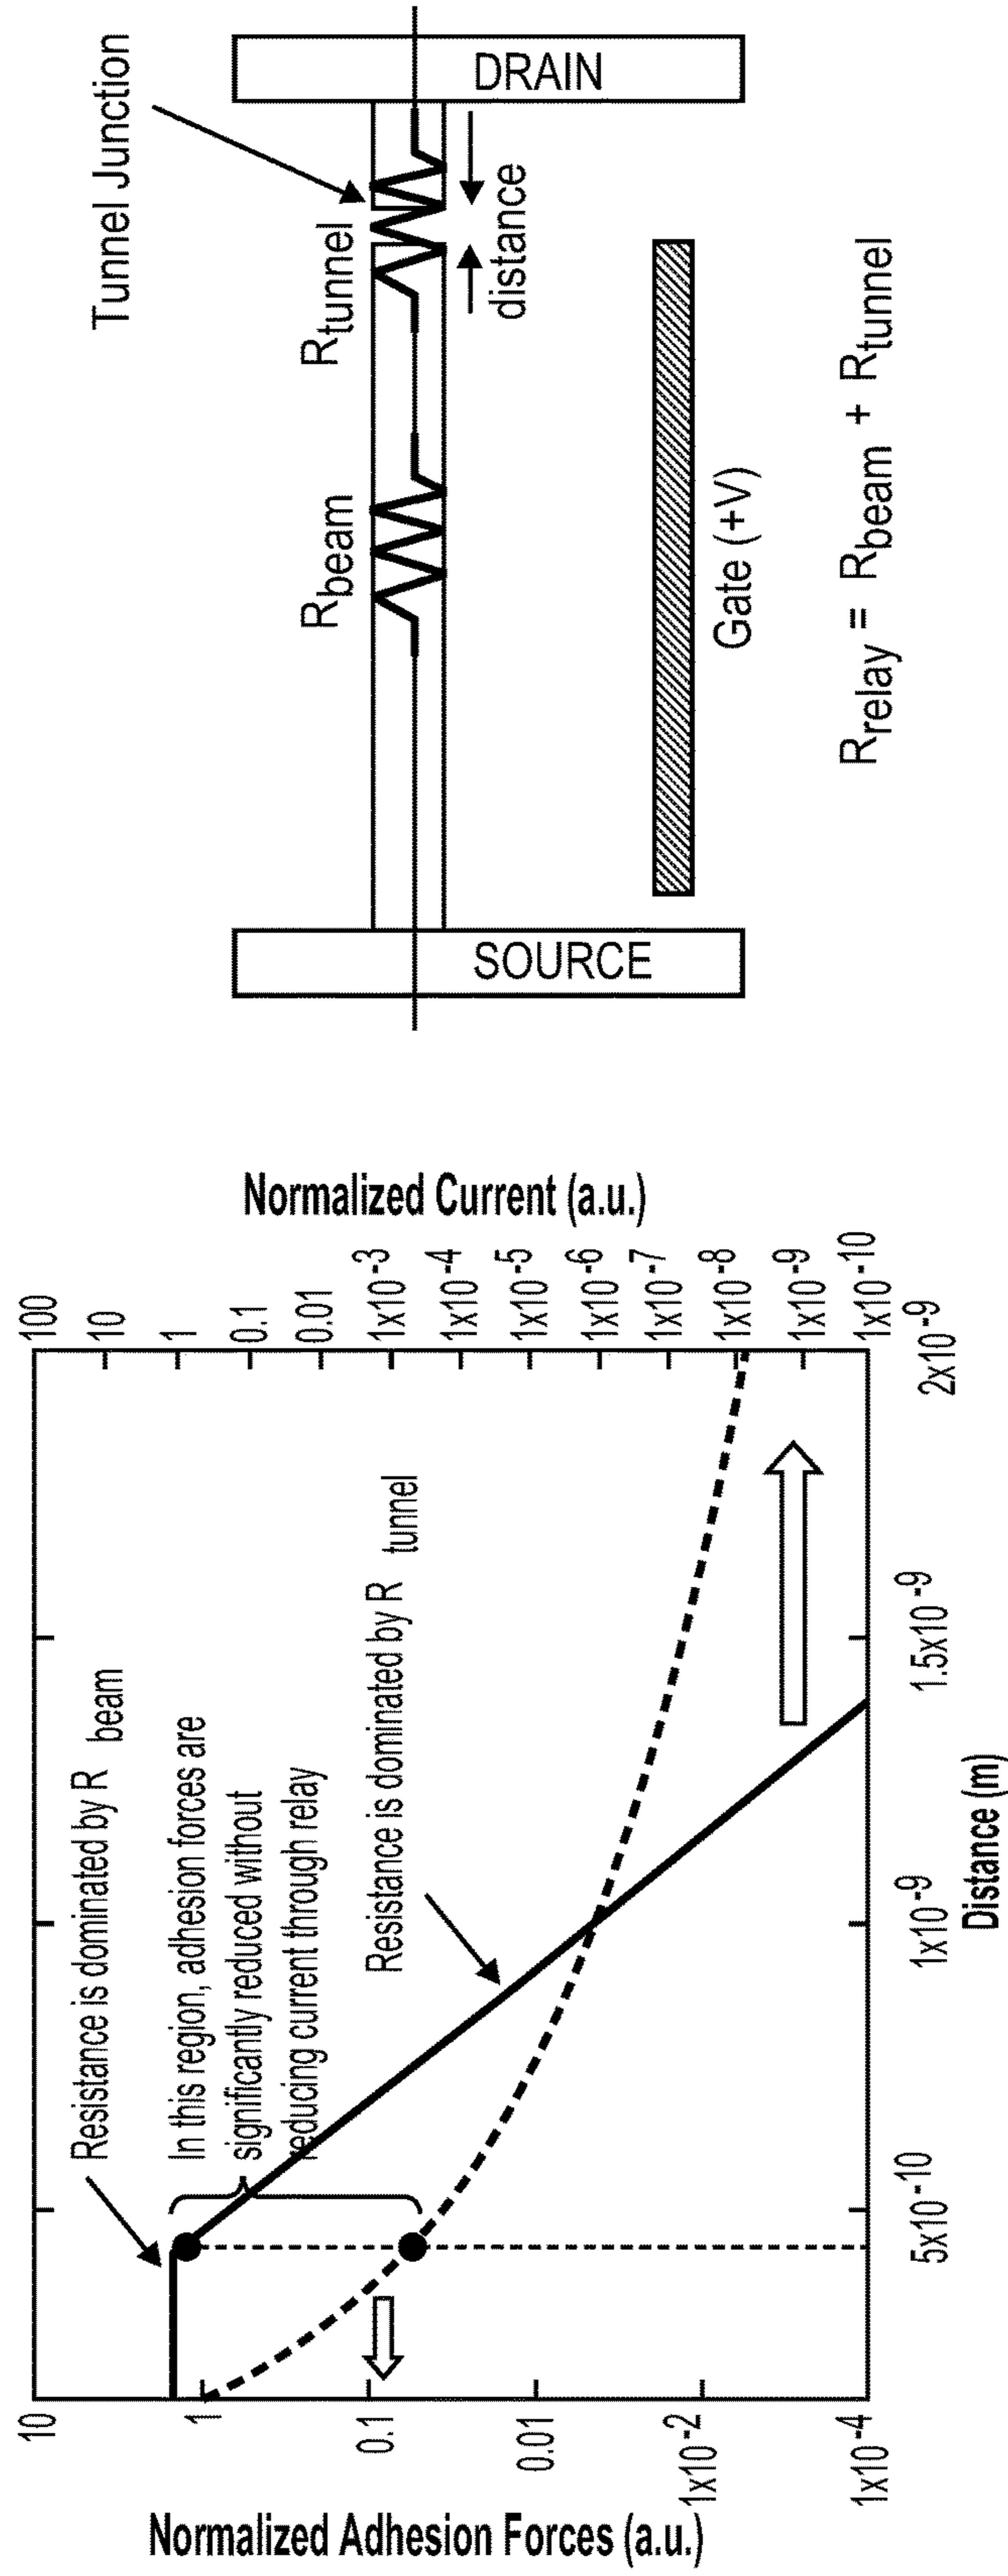 Normalized Adhesion Forces (a.u.)
10
1
0.1
0.01
1x10-2
1x10-4
Resistance is dominated by R beam
In this region, adhesion forces are
significantly reduced without
reducing current through relay
Resistance is dominated by R tunnel
5x10-10
1x10-9
1.5x10-9
2x10-9
Distance (m)
100
10
1
0.1
0.01
1x10-3
1x10-4
1x10-5
1x10-6
1x10-7
1x10-8
1x10-9
1x10-10
Normalized Current (a.u.)
Tunnel Junction
Rbeam
Rtunnel
SOURCE
DRAIN
distance
Gate (+V)
Rrelay = Rbeam + Rtunnel